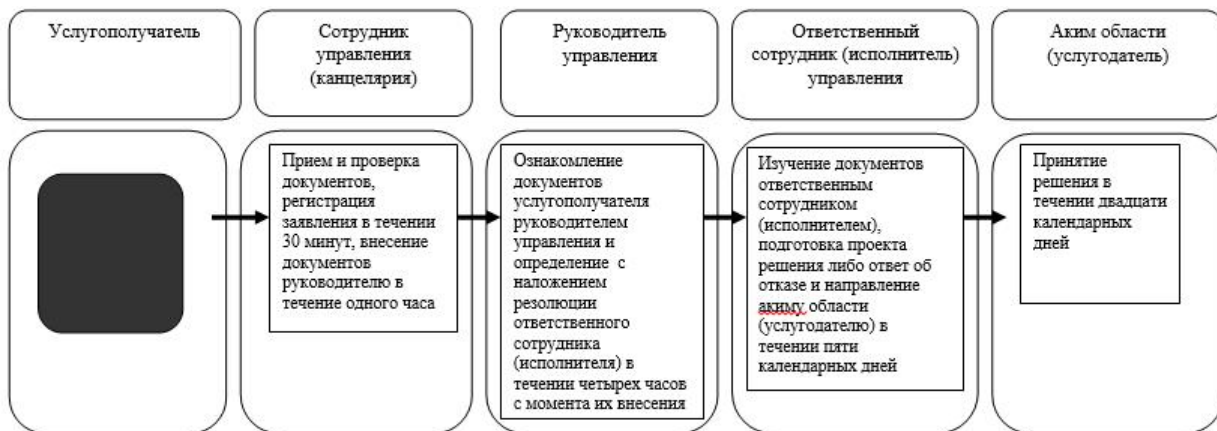 Услугополучатель
Сотрудник
управления
(канцелярия)
Руководитель
управления
Ответственный
сотрудник (исполнитель)
управления
Аким области
(услугодатель)
Прием и проверка
документов,
регистрация
заявления в течении
30 минут, внесение
документов
руководителю в
течение одного часа
Ознакомление
документов
услугополучателя
руководителем
управления и
определение с
наложением
резолюции
ответственного
сотрудника
(исполнителя) в
течении четырех часов
с момента их внесения
Изучение документов
ответственным
сотрудником
(исполнителем),
подготовка проекта
решения либо ответ об
отказе и направление
акиму области
(услугодателю) в
течении пяти
календарных дней
Принятие
решения в
течении двадцати
календарных
дней